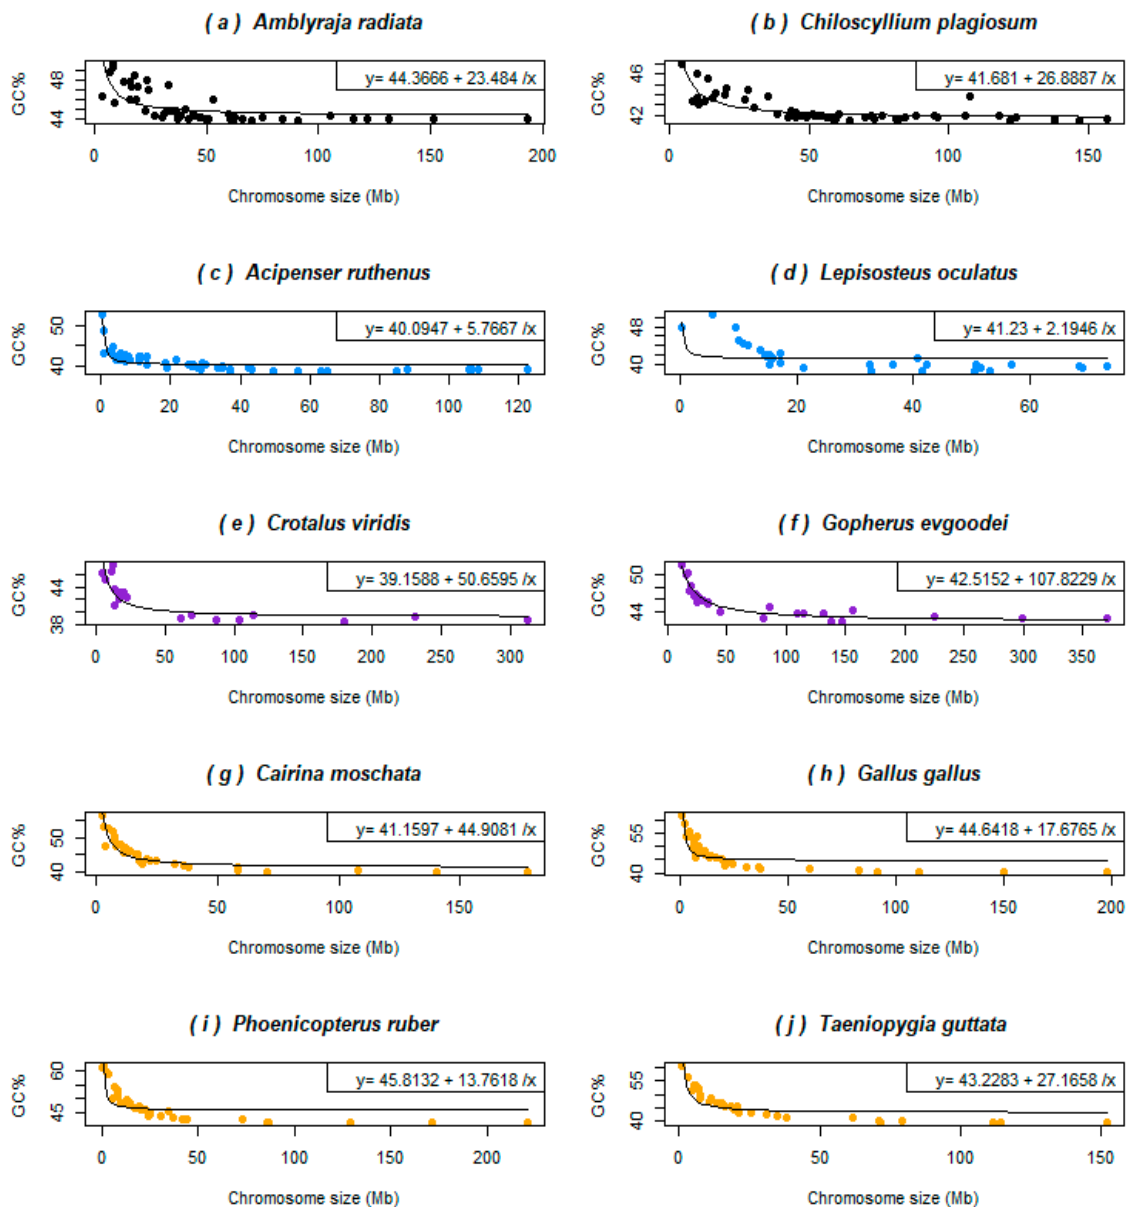 ( a ) Amblyraja radiata
( b ) Chiloscyllium plagiosum
GC%
44 48
y= 44.3666 + 23.484 /x
0 50 100 150 200
Chromosome size (Mb)
GC%
42 46
y= 41.681 + 26.8887 /x
0 50 100 150
Chromosome size (Mb)
( c ) Acipenser ruthenus
( d ) Lepisosteus oculatus
GC%
40 50
y= 40.0947 + 5.7667 /x
0 20 40 60 80 100 120
Chromosome size (Mb)
GC%
40 48
y= 41.23 + 2.1946 /x
0 20 40 60
Chromosome size (Mb)
( e ) Crotalus viridis
( f ) Gopherus evgoodei
GC%
38 44
y= 39.1588 + 50.6595 /x
0 50 100 150 200 250 300
Chromosome size (Mb)
GC%
44 50
y= 42.5152 + 107.8229 /x
0 50 100 150 200 250 300 350
Chromosome size (Mb)
( g ) Cairina moschata
( h ) Gallus gallus
GC%
40 50
y= 41.1597 + 44.9081 /x
0 50 100 150
Chromosome size (Mb)
GC%
40 55
y= 44.6418 + 17.6765 /x
0 50 100 150 200
Chromosome size (Mb)
( i ) Phoenicopterus ruber
( j ) Taeniopygia guttata
GC%
45 60
y= 45.8132 + 13.7618 /x
0 50 100 150 200
Chromosome size (Mb)
GC%
40 55
y= 43.2283 + 27.1658 /x
0 50 100 150
Chromosome size (Mb)